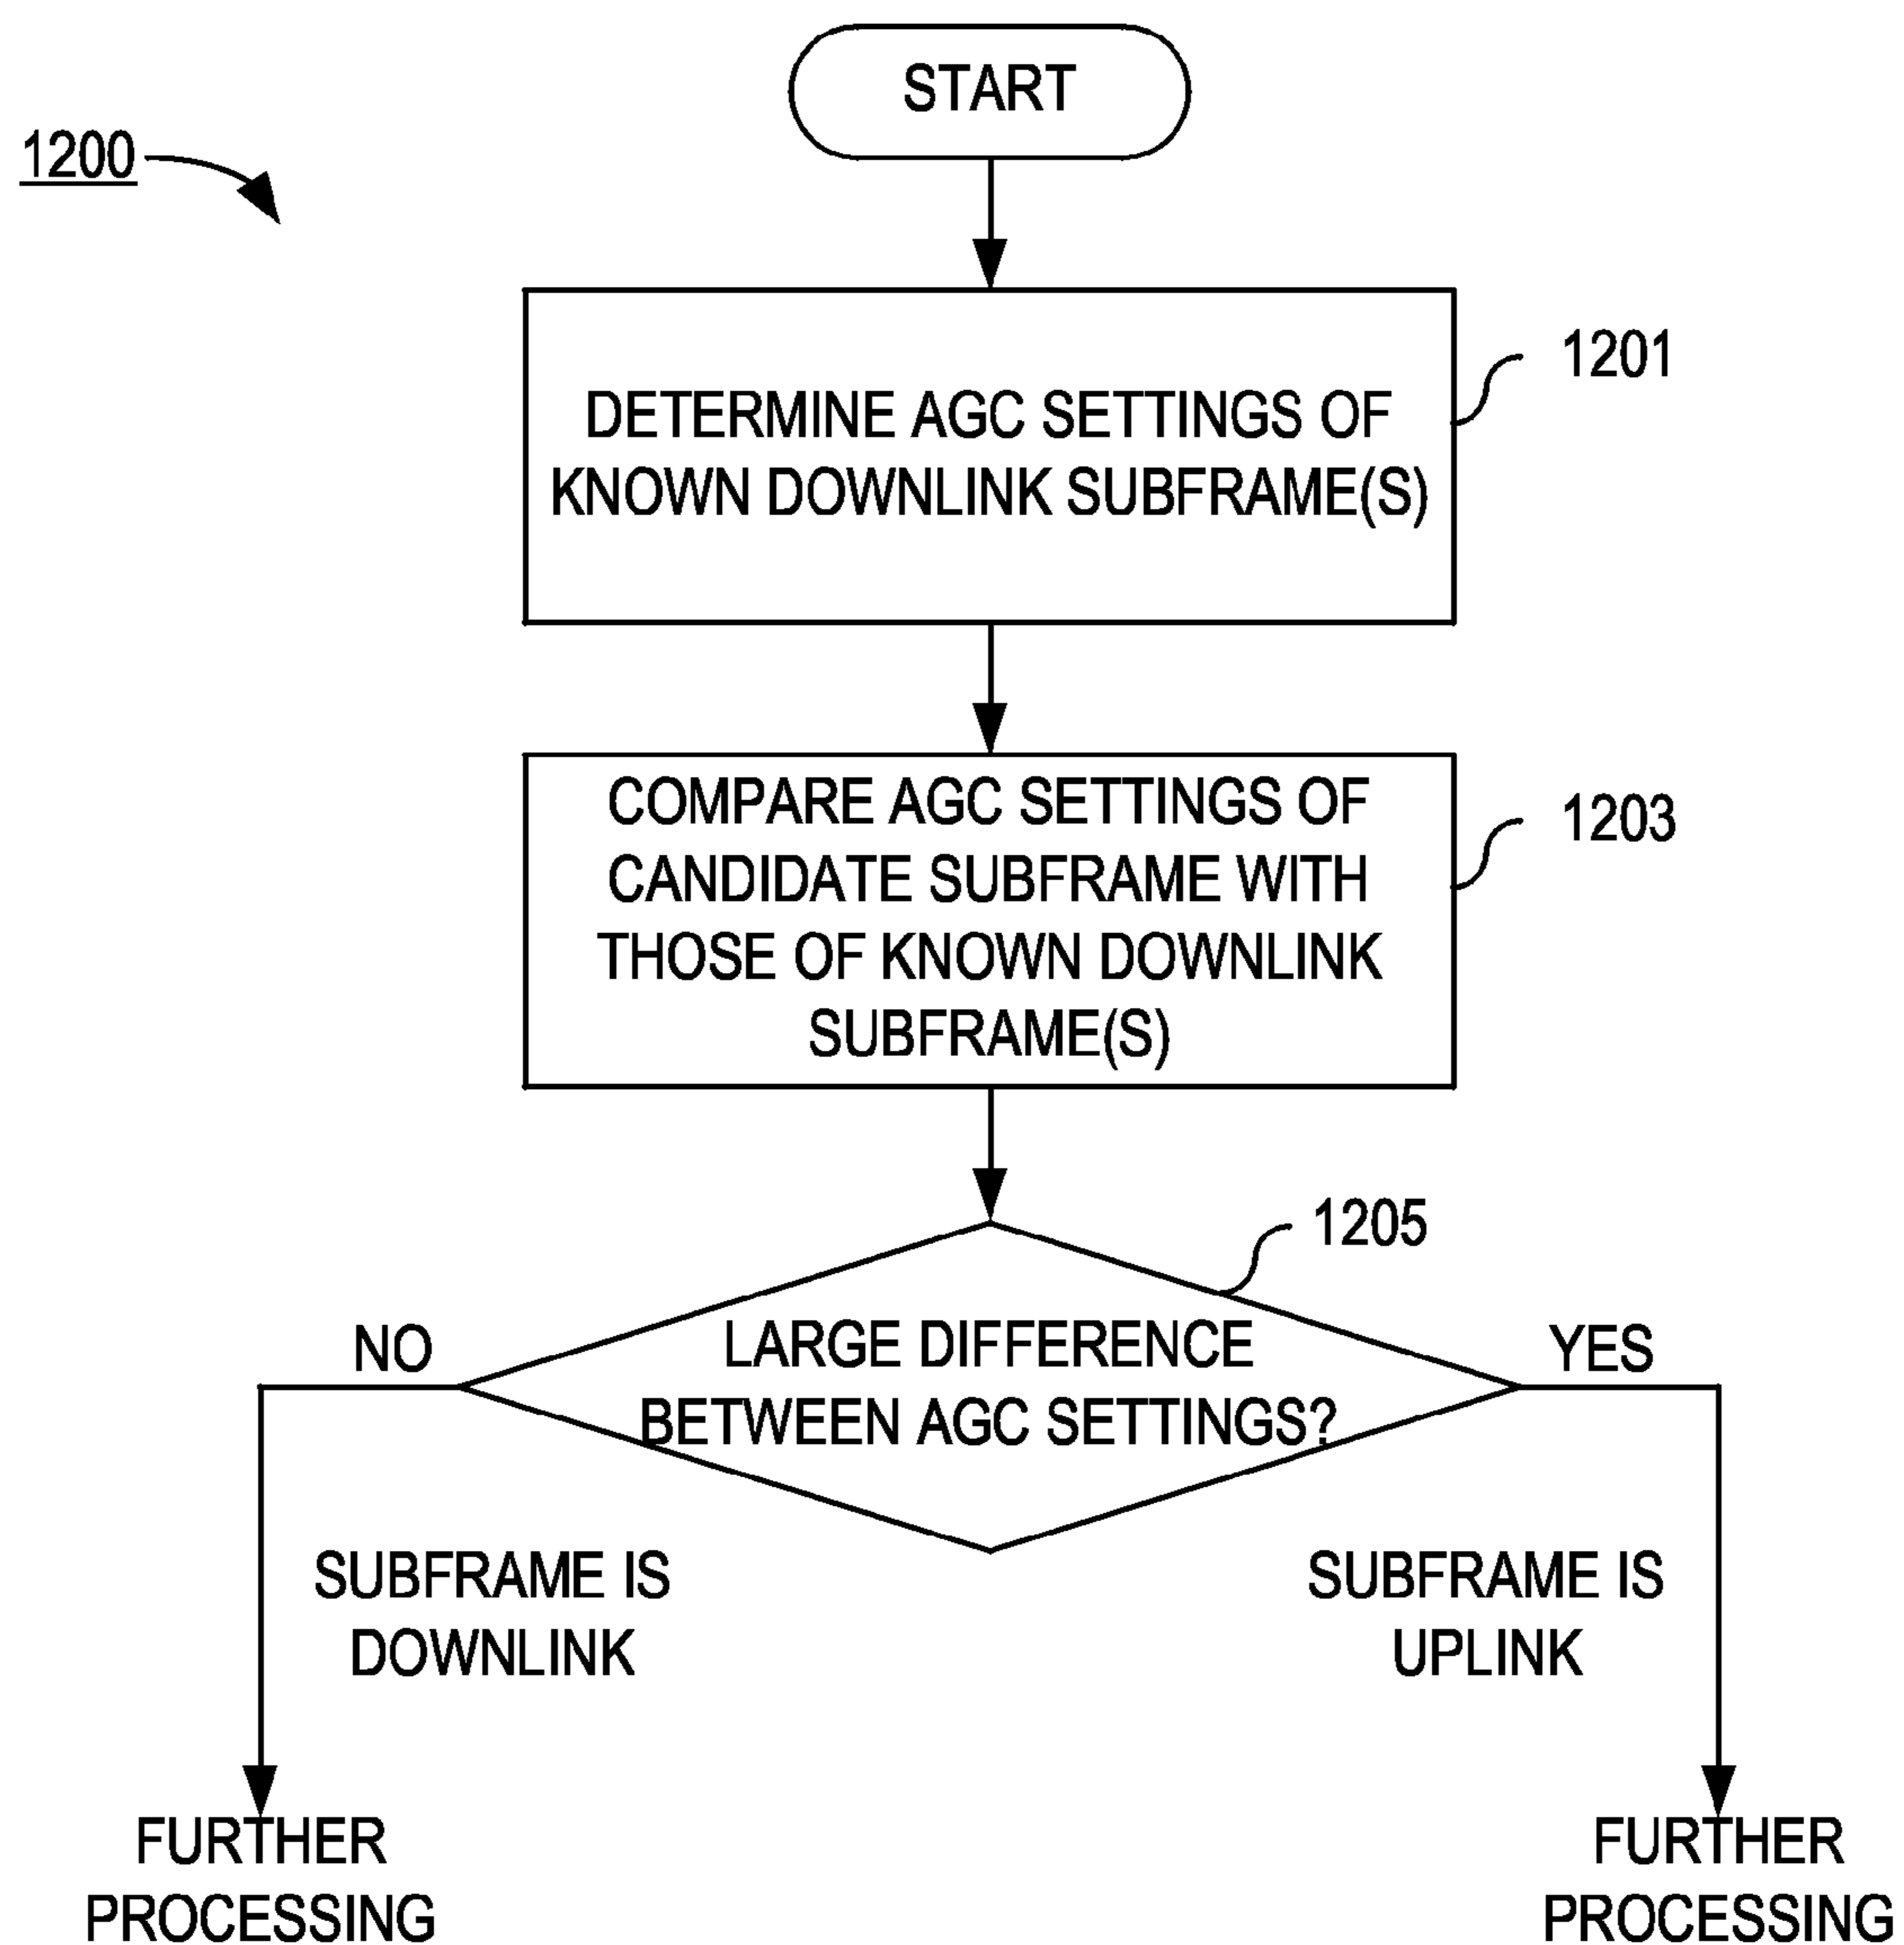 START
1200
DETERMINE AGC SETTINGS OF
KNOWN DOWNLINK SUBFRAME(S)
1201
COMPARE AGC SETTINGS OF
CANDIDATE SUBFRAME WITH
THOSE OF KNOWN DOWNLINK
SUBFRAME(S)
1203
1205
LARGE DIFFERENCE
BETWEEN AGC SETTINGS?
NO
YES
SUBFRAME IS
DOWNLINK
SUBFRAME IS
UPLINK
FURTHER
PROCESSING
FURTHER
PROCESSING